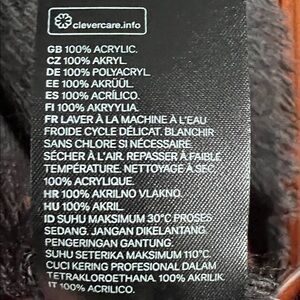 clevercare.info
GB 100% ACRYLIC.
CZ 100% AKRYL.
DE 100% POLYACRYL.
EE 100% AKRÜÜL.
ES 100% ACRÍLICO.
FI 100% AKRYYLIA.
FR LAVER À LA MACHINE À L'EAU
FROIDE CYCLE DÉLICAT. BLANCHIR
SANS CHLORE SI NÉCESSAIRE.
SÉCHER À L'AIR. REPASSER À FAIBLE
TEMPÉRATURE. NETTOYAGE À SEC.
100% ACRYLIQUE.
HR 100% AKRILNO VLAKNO.
HU 100% AKRIL.
ID SUHU MAKSIMUM 30°C PROSES
SEDANG. JANGAN DIKELANTANG.
PENGERINGAN GANTUNG.
SUHU SETERIKA MAKSIMUM 110°C.
CUCI KERING PROFESIONAL DALAM
TETRAKLOROETHANA. 100% AKRILIK
IT 100% ACRILICO.